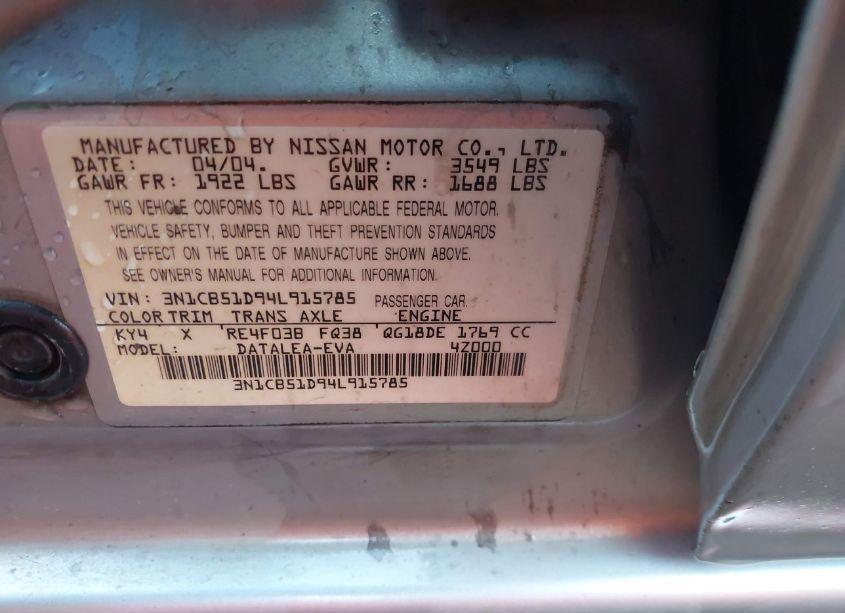 MANUFACTURED BY NISSAN MOTOR CO., LTD.
DATE: 04/04. GVWR: 3549 LBS
GAWR FR: 1922 LBS GAWR RR: 1688 LBS
THIS VEHICLE CONFORMS TO ALL APPLICABLE FEDERAL MOTOR.
VEHICLE SAFETY, BUMPER AND THEFT PREVENTION STANDARDS
IN EFFECT ON THE DATE OF MANUFACTURE SHOWN ABOVE.
SEE OWNER'S MANUAL FOR ADDITIONAL INFORMATION.
VIN: 3N1CB51D94L915785 PASSENGER CAR.
COLOR TRIM TRANS AXLE ENGINE
KY4 X RE4F03B FQ38 QG18DE 1769 CC
MODEL: DATALEA-EVA 4Z000
3N1CB51D94L915785